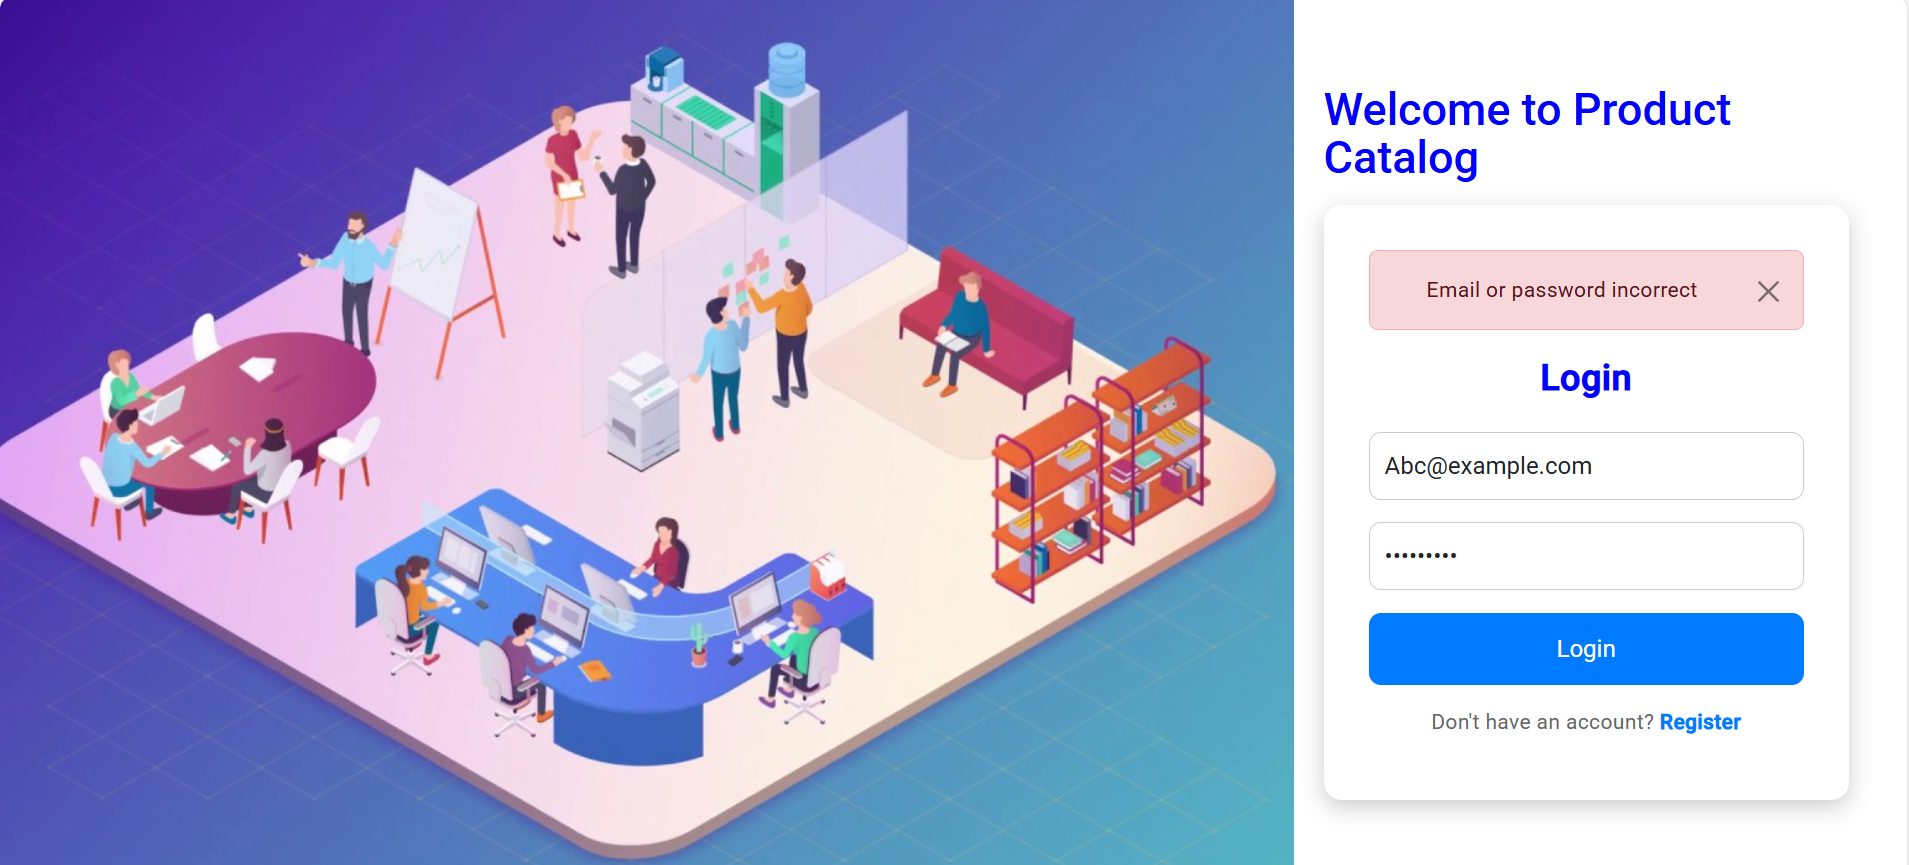 Welcome to Product
Catalog
Email or password incorrect
Login
Abc@example.com
•••••••••
Login
Don't have an account? Register